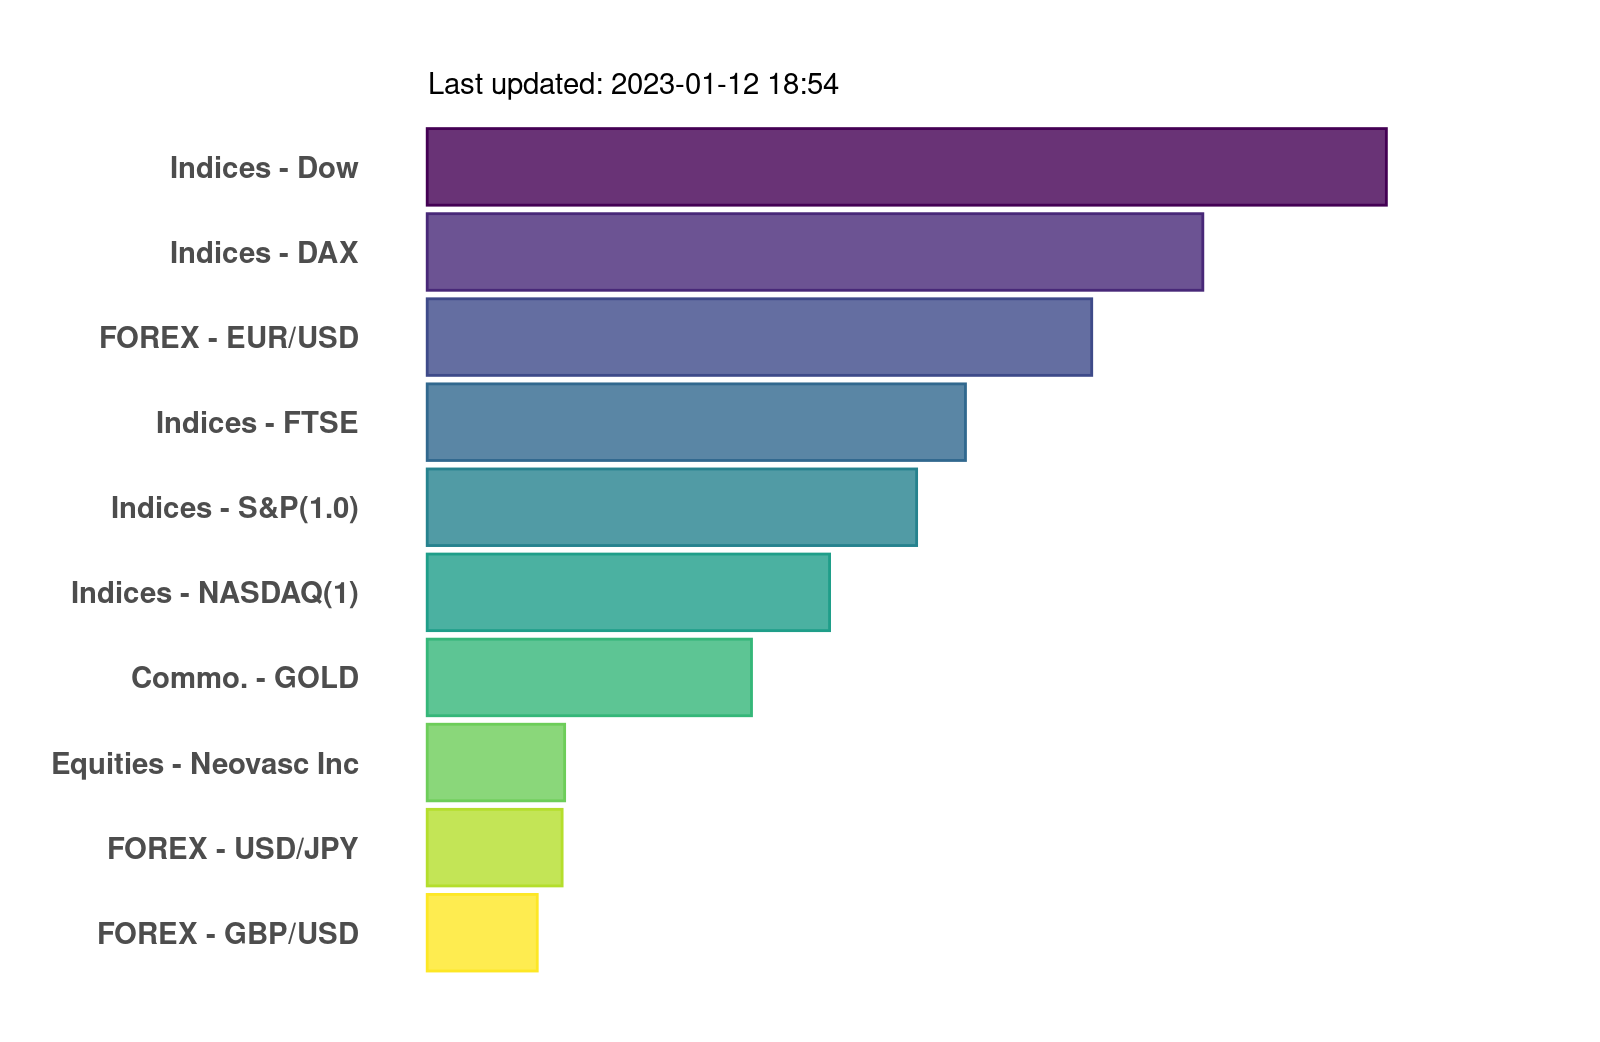 Last updated: 2023-01-12 18:54
Indices - Dow
Indices - DAX
FOREX - EUR/USD
Indices - FTSE
Indices - S&P(1.0)
Indices - NASDAQ(1)
Commo. - GOLD
Equities - Neovasc Inc
FOREX - USD/JPY
FOREX - GBP/USD